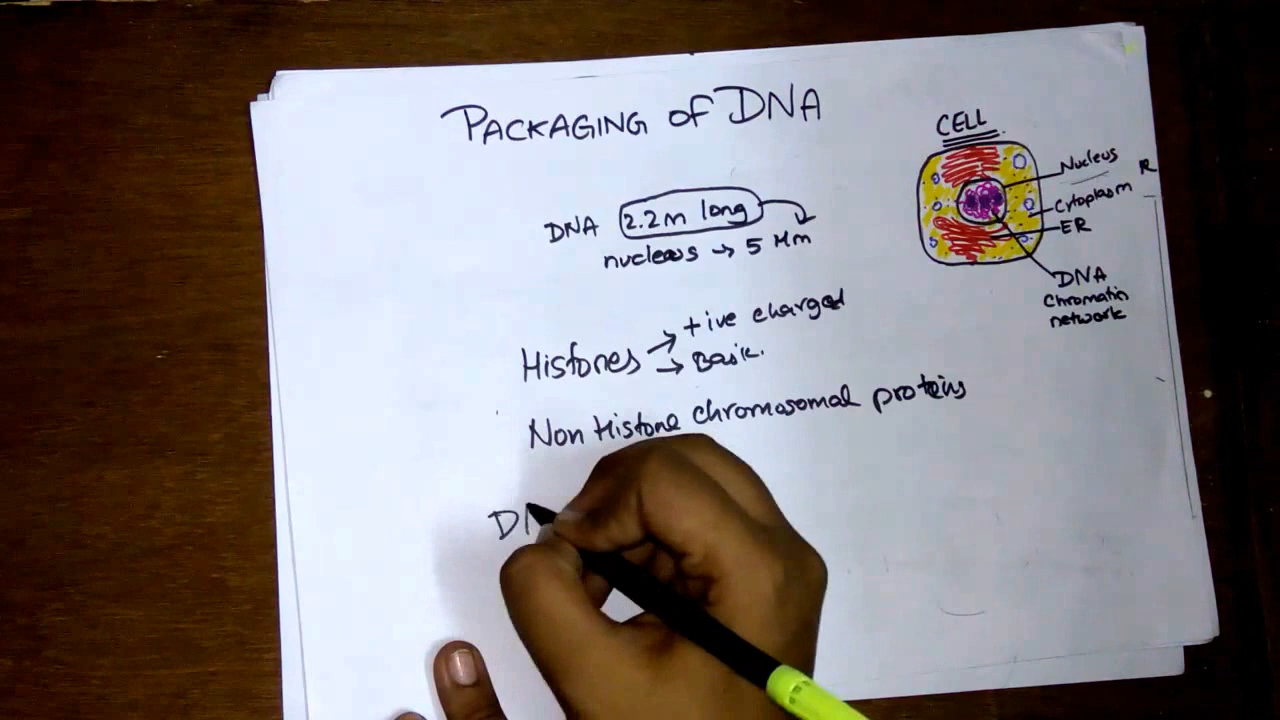 PACKAGING of DNA
CELL
Nucleus
R
Cytoplasm
ER
DNA
Chromatin
network
DNA 2.2m long
nucleus → 5 Mm
Histones → +ive charged
→ Basic.
Non Histone chromosomal proteins
D